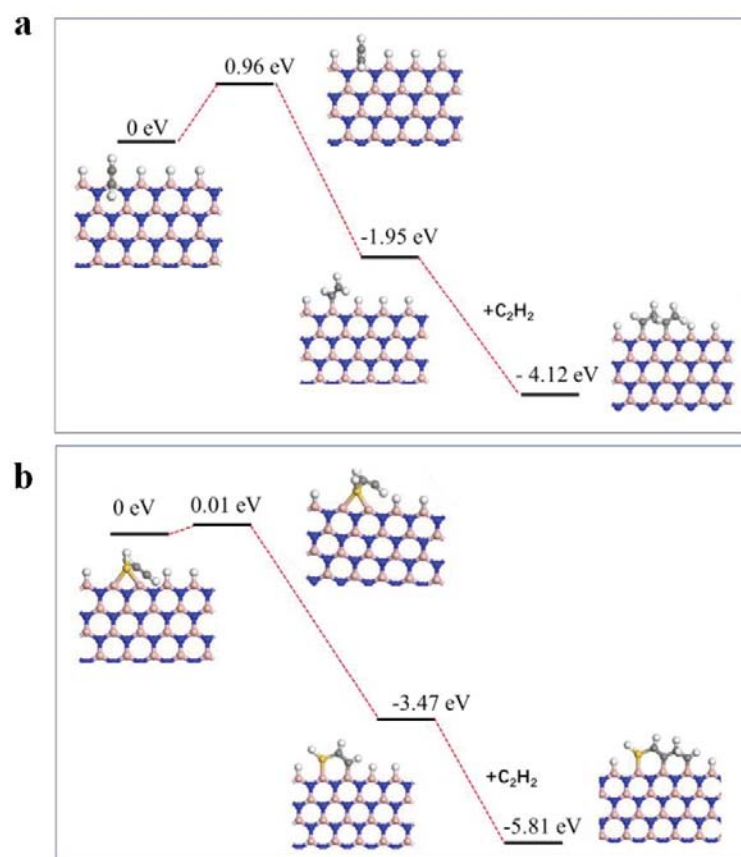 a
0.96 eV
0 eV
-1.95 eV
+C₂H₂
- 4.12 eV
b
0 eV
0.01 eV
-3.47 eV
+C₂H₂
-5.81 eV